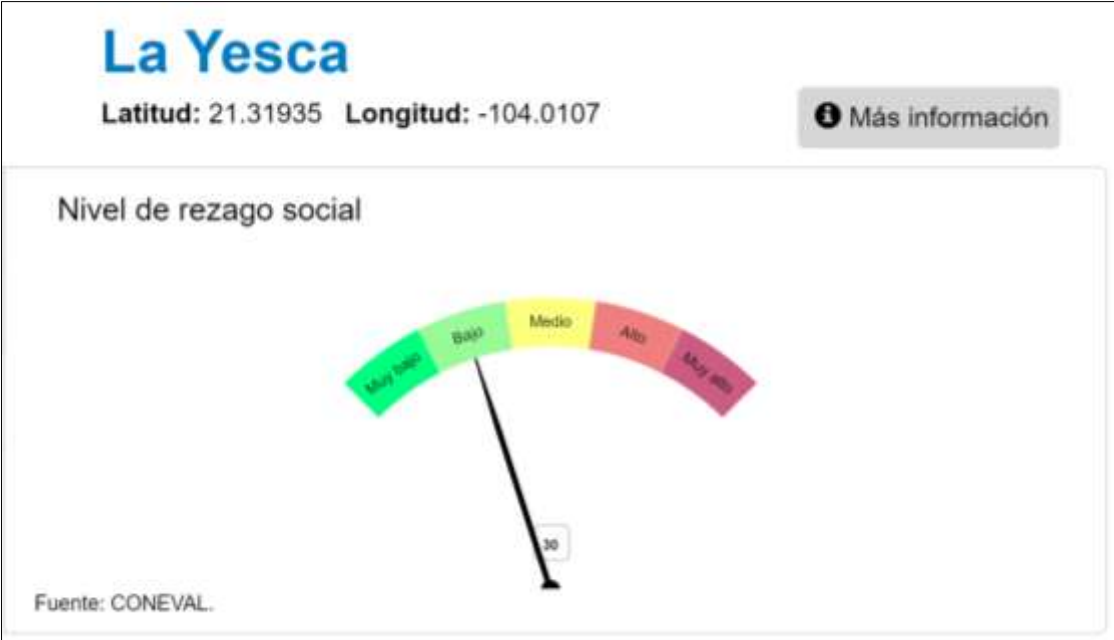 La Yesca
Latitud: 21.31935 Longitud: -104.0107
Más información
Nivel de rezago social
Muy bajo
Bajo
Medio
Alto
Muy alto
30
Fuente: CONEVAL.